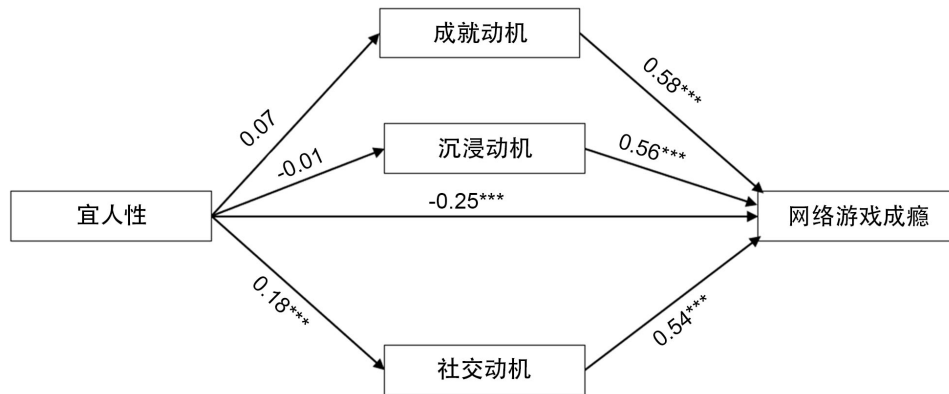 成就动机
0.58***
0.07
沉浸动机
0.56***
-0.01
宜人性
-0.25***
网络游戏成瘾
0.18***
0.54***
社交动机